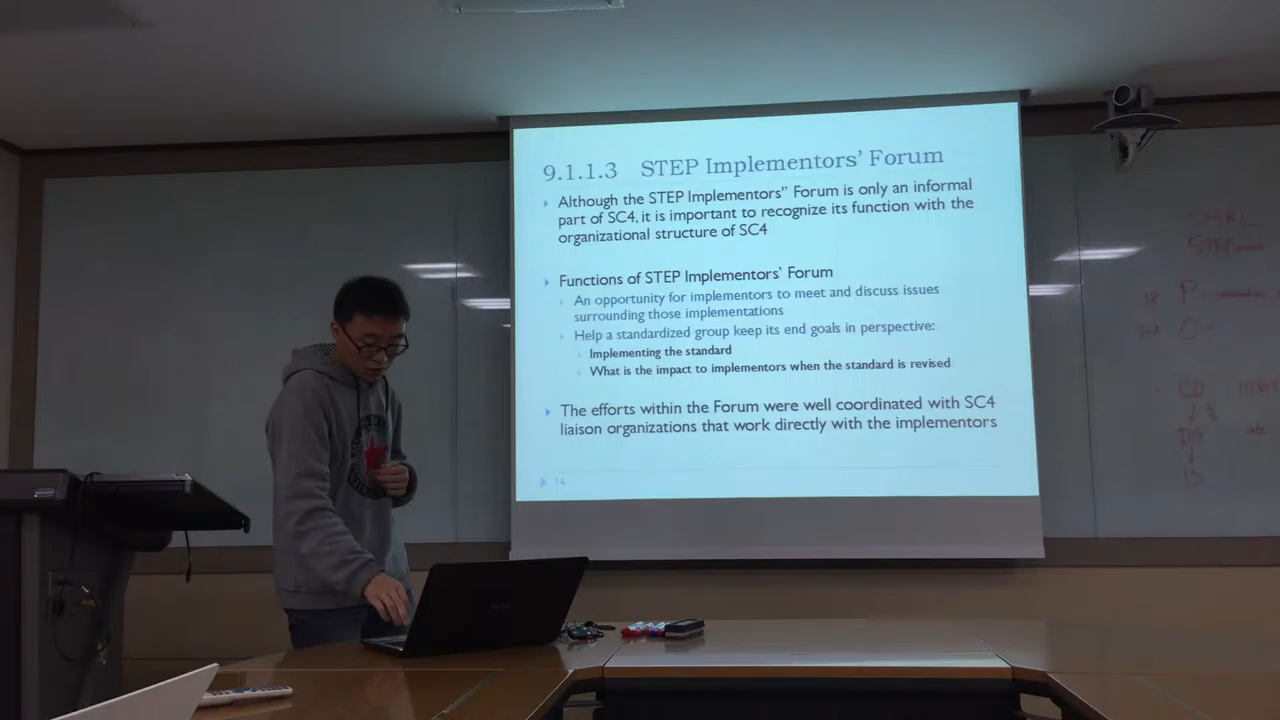 9.1.1.3 STEP Implementors' Forum
Although the STEP Implementors" Forum is only an informal
part of SC4, it is important to recognize its function with the
organizational structure of SC4
Functions of STEP Implementors' Forum
An opportunity for implementors to meet and discuss issues
surrounding those implementations
Help a standardized group keep its end goals in perspective:
Implementing the standard
What is the impact to implementors when the standard is revised
The efforts within the Forum were well coordinated with SC4
liaison organizations that work directly with the implementors
14
MRL
STEP
P
O
CD